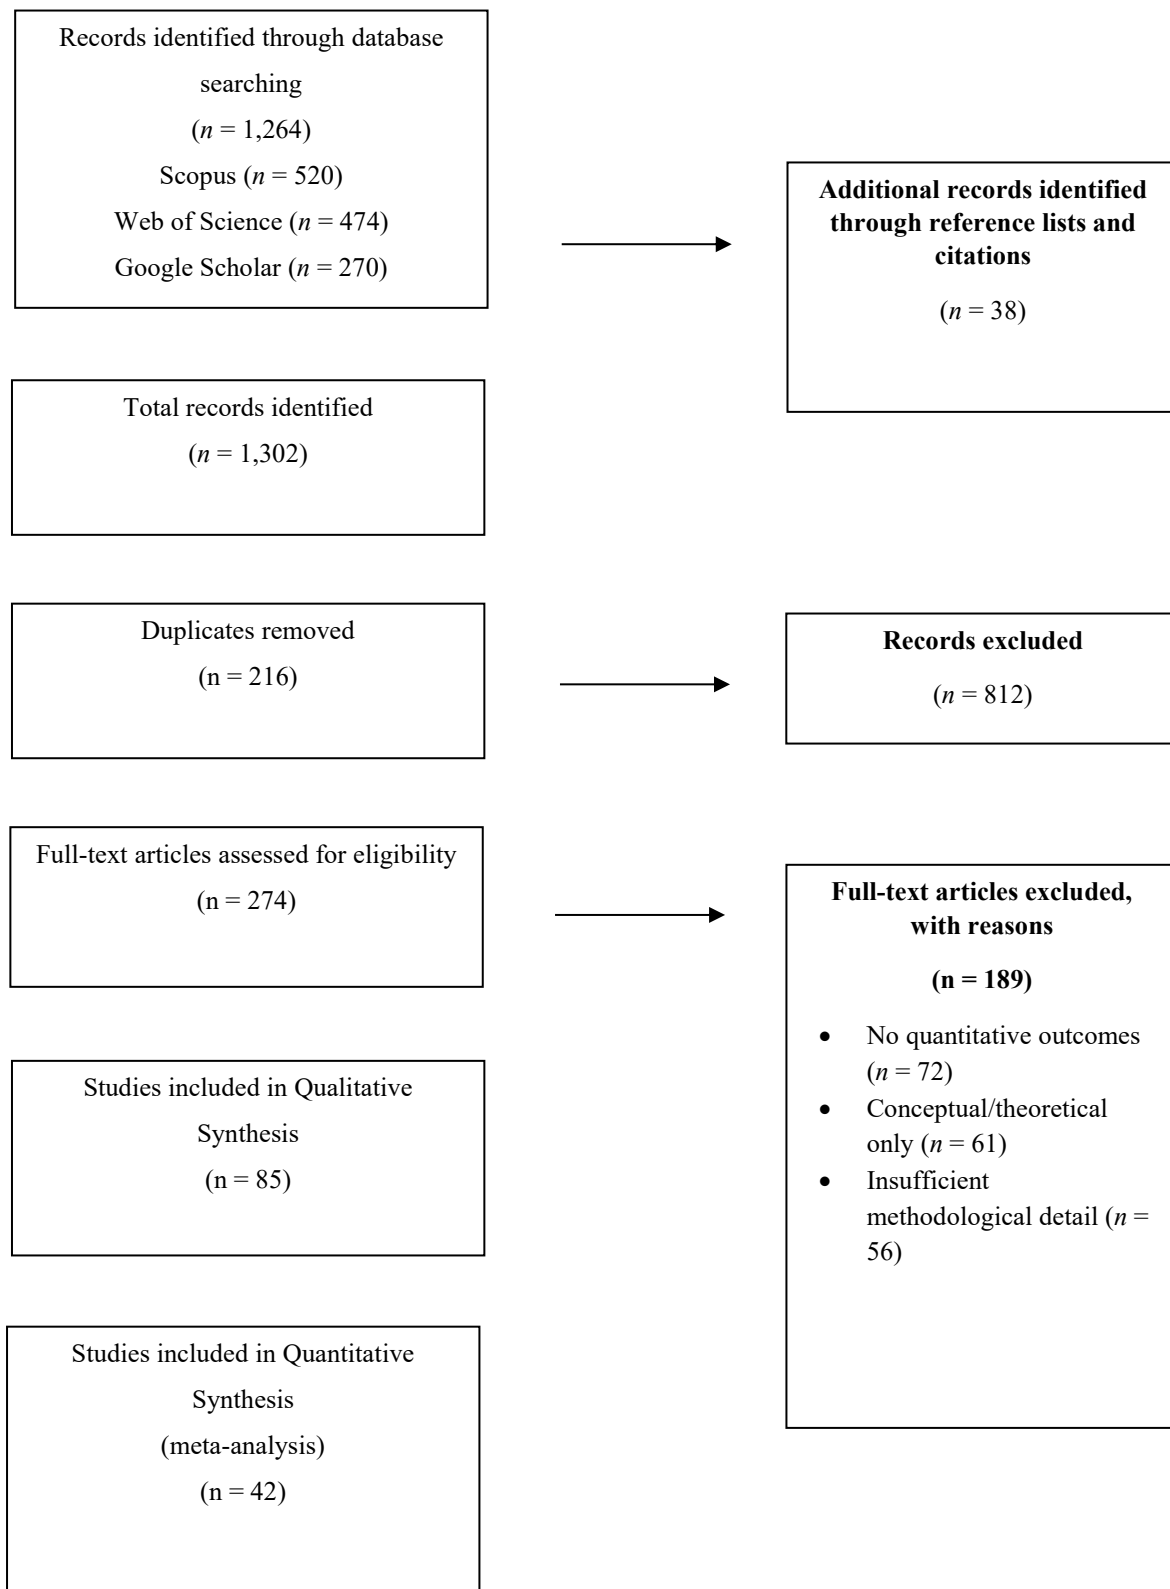 Records identified through database
searching
(n = 1,264)
Scopus (n = 520)
Web of Science (n = 474)
Google Scholar (n = 270)
Additional records identified
through reference lists and
citations
(n = 38)
Total records identified
(n = 1,302)
Duplicates removed
(n = 216)
Records excluded
(n = 812)
Full-text articles assessed for eligibility
(n = 274)
Full-text articles excluded,
with reasons
(n = 189)
• No quantitative outcomes
(n = 72)
• Conceptual/theoretical
only (n = 61)
• Insufficient
methodological detail (n =
56)
Studies included in Qualitative
Synthesis
(n = 85)
Studies included in Quantitative
Synthesis
(meta-analysis)
(n = 42)